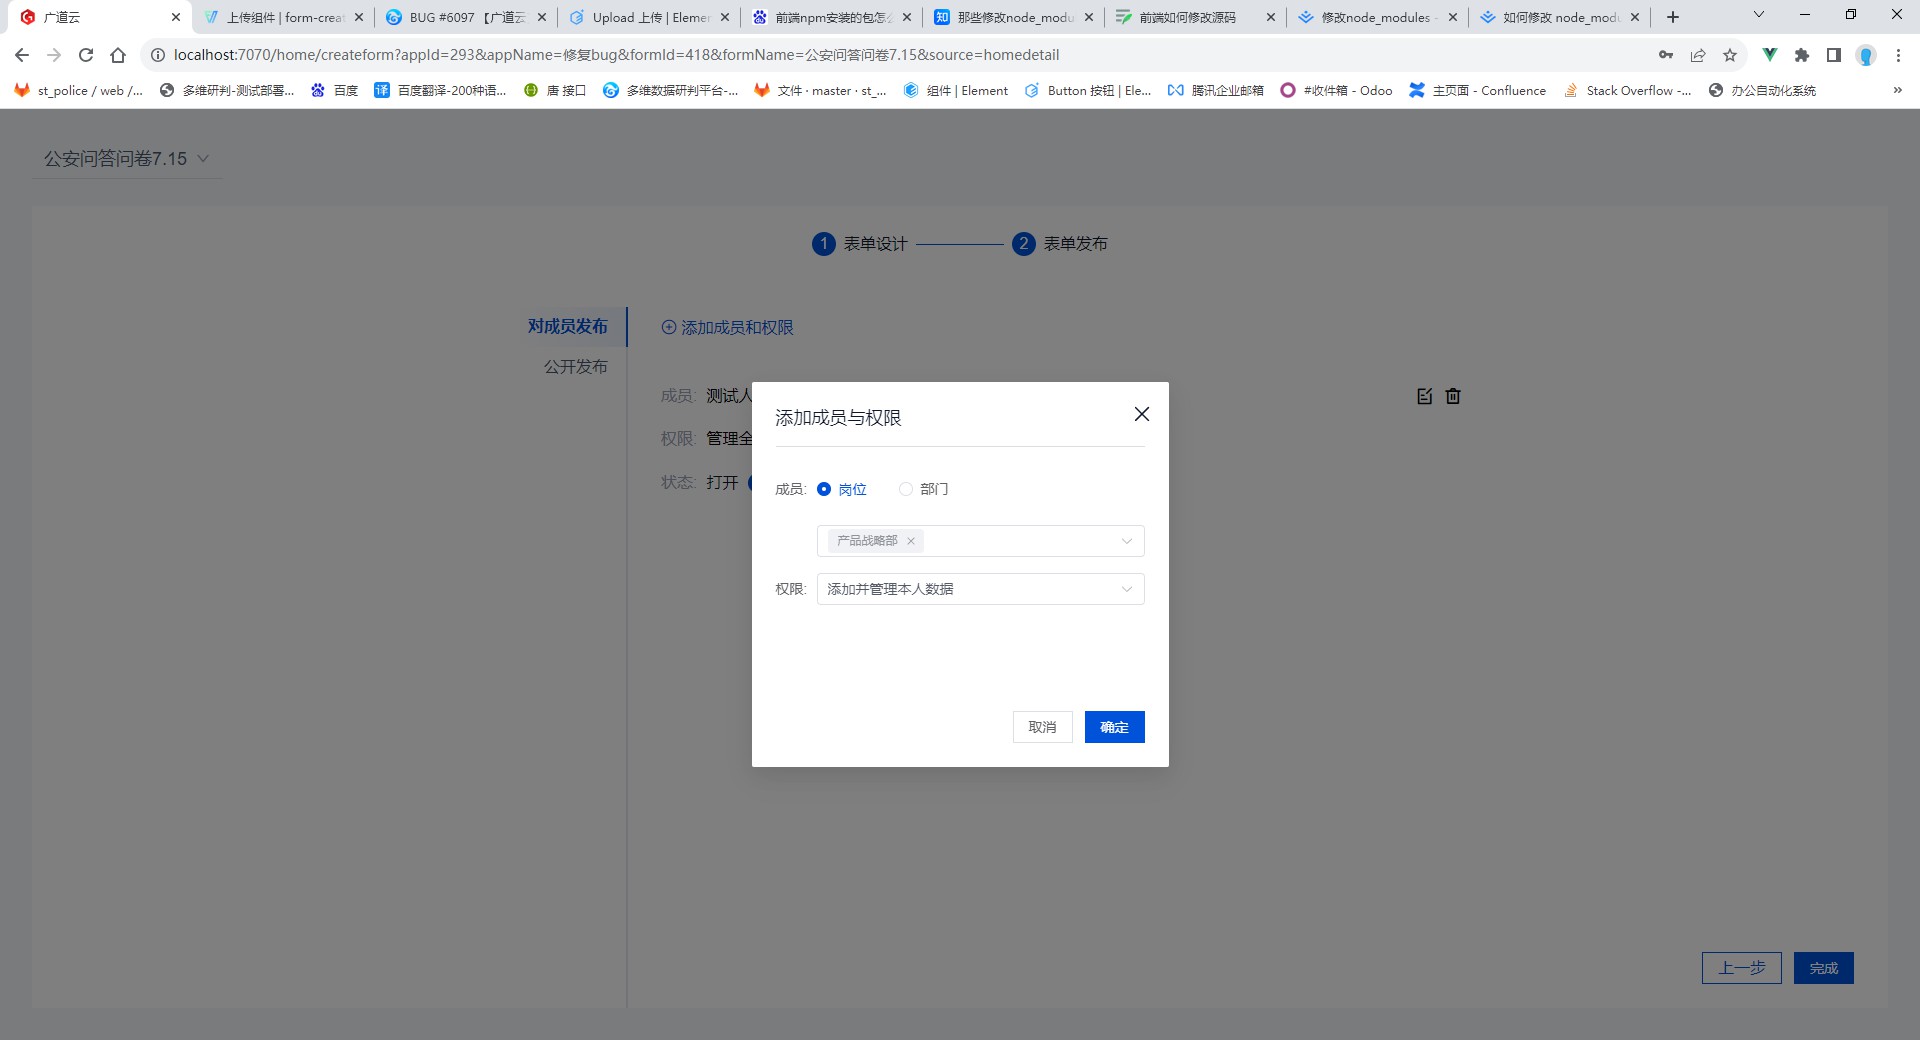 广道云
上传组件 | form-creat
BUG #6097 【广道云
Upload 上传 | Elemer
前端npm安装的包怎么
那些修改node_modu
前端如何修改源码
修改node_modules -
如何修改 node_modu
localhost:7070/home/createform?appId=293&appName=修复bug&formId=418&formName=公安问答问卷7.15&source=homedetail
st_police / web /...
多维研判-测试部署...
百度
百度翻译-200种语...
唐 接口
多维数据研判平台-...
文件 · master · st_...
组件 | Element
Button 按钮 | Ele...
腾讯企业邮箱
#收件箱 - Odoo
主页面 - Confluence
Stack Overflow -...
办公自动化系统
公安问答问卷7.15
1 表单设计
2 表单发布
对成员发布
公开发布
添加成员和权限
成员: 测试人
权限: 管理全
状态: 打开
添加成员与权限
成员: 岗位 部门
产品战略部
权限: 添加并管理本人数据
取消 确定
上一步 完成